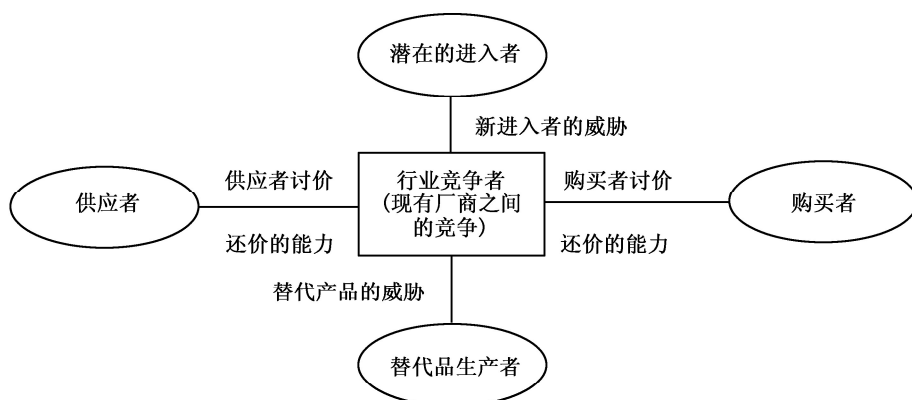 潜在的进入者
新进入者的威胁
供应者
供应者讨价
还价的能力
行业竞争者
(现有厂商之间
的竞争)
购买者讨价
还价的能力
购买者
替代产品的威胁
替代品生产者